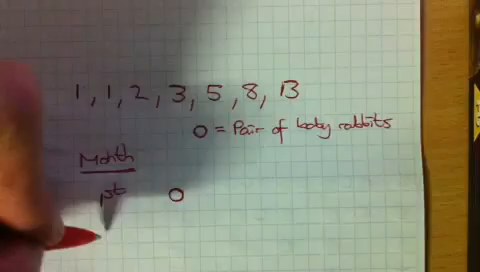 1, 1, 2, 3, 5, 8, 13
O = Pair of baby rabbits
Month
1st O